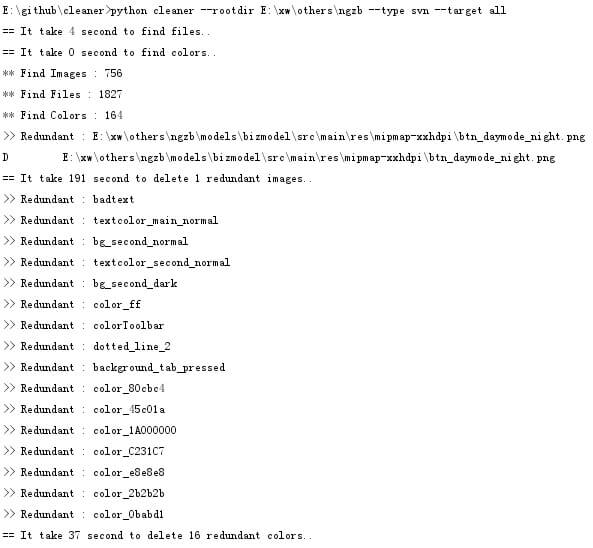 E:\github\cleaner>python cleaner --rootdir E:\xw\others\ngzb --type svn --target all
== It take 4 second to find files..
== It take 0 second to find colors..
** Find Images : 756
** Find Files : 1827
** Find Colors : 164
>> Redundant : E:\xw\others\ngzb\models\bizmodel\src\main\res\mipmap-xxhdpi\btn_daymode_night.png
D         E:\xw\others\ngzb\models\bizmodel\src\main\res\mipmap-xxhdpi\btn_daymode_night.png
== It take 191 second to delete 1 redundant images..
>> Redundant : badtext
>> Redundant : textcolor_main_normal
>> Redundant : bg_second_normal
>> Redundant : textcolor_second_normal
>> Redundant : bg_second_dark
>> Redundant : color_ff
>> Redundant : colorToolbar
>> Redundant : dotted_line_2
>> Redundant : background_tab_pressed
>> Redundant : color_80cbc4
>> Redundant : color_45c01a
>> Redundant : color_1A000000
>> Redundant : color_C231C7
>> Redundant : color_e8e8e8
>> Redundant : color_2b2b2b
>> Redundant : color_0babd1
== It take 37 second to delete 16 redundant colors..